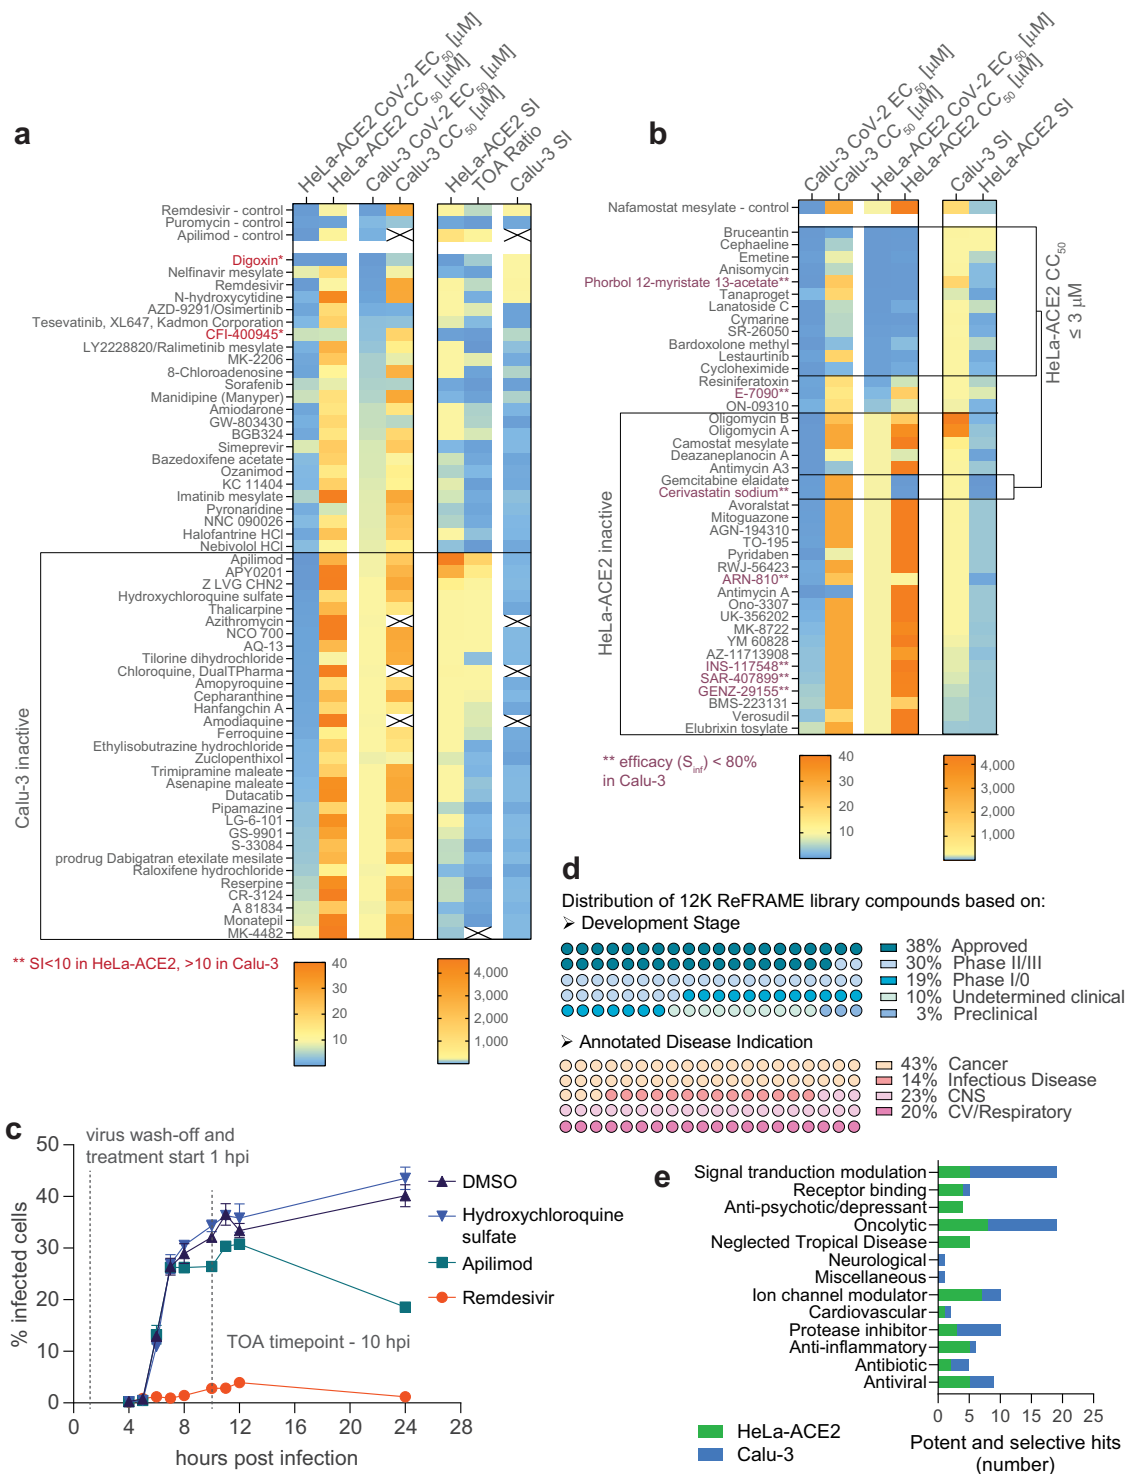 a
HeLa-ACE2 CoV-2 EC50 [µM]
HeLa-ACE2 CC50 [µM]
Calu-3 CoV-2 EC50 [µM]
Calu-3 CC50 [µM]
HeLa-ACE2 SI
TOA Ratio
Calu-3 SI
Remdesivir - control
Puromycin - control
Apilimod - control
Digoxin*
Nelfinavir mesylate
Remdesivir
N-hydroxycytidine
AZD-9291/Osimertinib
Tesevatinib, XL647, Kadmon Corporation
CFI-400945*
LY2228820/Ralimetinib mesylate
MK-2206
8-Chloroadenosine
Sorafenib
Manidipine (Manyper)
Amiodarone
GW-803430
BGB324
Simeprevir
Bazedoxifene acetate
Ozanimod
KC 11404
Imatinib mesylate
Pyronaridine
NNC 090026
Halofantrine HCl
Nebivolol HCl
Calu-3 inactive
Apilimod
APY0201
Z LVG CHN2
Hydroxychloroquine sulfate
Thalicarpine
Azithromycin
NCO 700
AQ-13
Tilorine dihydrochloride
Chloroquine, DualTPharma
Amopyroquine
Cepharanthine
Hanfangchin A
Amodiaquine
Ferroquine
Ethylisobutrazine hydrochloride
Zuclopenthixol
Trimipramine maleate
Asenapine maleate
Dutacatib
Pipamazine
LG-6-101
GS-9901
S-33084
prodrug Dabigatran etexilate mesilate
Raloxifene hydrochloride
Reserpine
CR-3124
A 81834
Monatepil
MK-4482
** SI<10 in HeLa-ACE2, >10 in Calu-3
40
30
20
10
4,000
3,000
2,000
1,000
b
Calu-3 CoV-2 EC50 [µM]
Calu-3 CC50 [µM]
HeLa-ACE2 CoV-2 EC50 [µM]
HeLa-ACE2 CC50 [µM]
Calu-3 SI
HeLa-ACE2 SI
Nafamostat mesylate - control
Bruceantin
Cephaeline
Emetine
Anisomycin
Phorbol 12-myristate 13-acetate**
Tanaproget
Lanatoside C
Cymarine
SR-26050
Bardoxolone methyl
Lestaurtinib
Cycloheximide
Resiniferatoxin
E-7090**
ON-09310
HeLa-ACE2 CC50
≤ 3 µM
HeLa-ACE2 inactive
Oligomycin B
Oligomycin A
Camostat mesylate
Deazaneplanocin A
Antimycin A3
Gemcitabine elaidate
Cerivastatin sodium**
Avoralstat
Mitoguazone
AGN-194310
TO-195
Pyridaben
RWJ-56423
ARN-810**
Antimycin A
Ono-3307
UK-356202
MK-8722
YM 60828
AZ-11713908
INS-117548**
SAR-407899**
GENZ-29155**
BMS-223131
Verosudil
Elubrixin tosylate
** efficacy (Sinf) < 80%
in Calu-3
40
30
20
10
4,000
3,000
2,000
1,000
d
Distribution of 12K ReFRAME library compounds based on:
➢ Development Stage
38% Approved
30% Phase II/III
19% Phase I/0
10% Undetermined clinical
3% Preclinical
➢ Annotated Disease Indication
43% Cancer
14% Infectious Disease
23% CNS
20% CV/Respiratory
c
virus wash-off and
treatment start 1 hpi
% infected cells
50
40
30
20
10
0
0 4 8 12 16 20 24 28
hours post infection
TOA timepoint - 10 hpi
DMSO
Hydroxychloroquine
sulfate
Apilimod
Remdesivir
e
Signal tranduction modulation
Receptor binding
Anti-psychotic/depressant
Oncolytic
Neglected Tropical Disease
Neurological
Miscellaneous
Ion channel modulator
Cardiovascular
Protease inhibitor
Anti-inflammatory
Antibiotic
Antiviral
0 5 10 15 20 25
Potent and selective hits
(number)
HeLa-ACE2
Calu-3